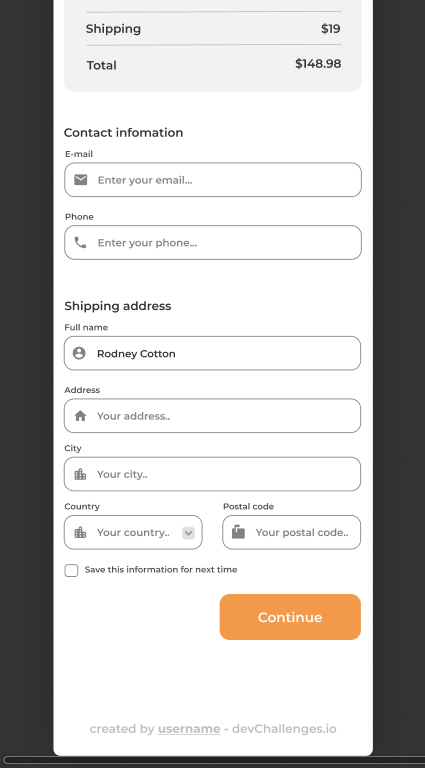 Shipping $19
Total $148.98
Contact infomation
E-mail
Enter your email...
Phone
Enter your phone...
Shipping address
Full name
Rodney Cotton
Address
Your address..
City
Your city..
Country Postal code
Your country.. Your postal code..
Save this information for next time
Continue
created by username - devChallenges.io